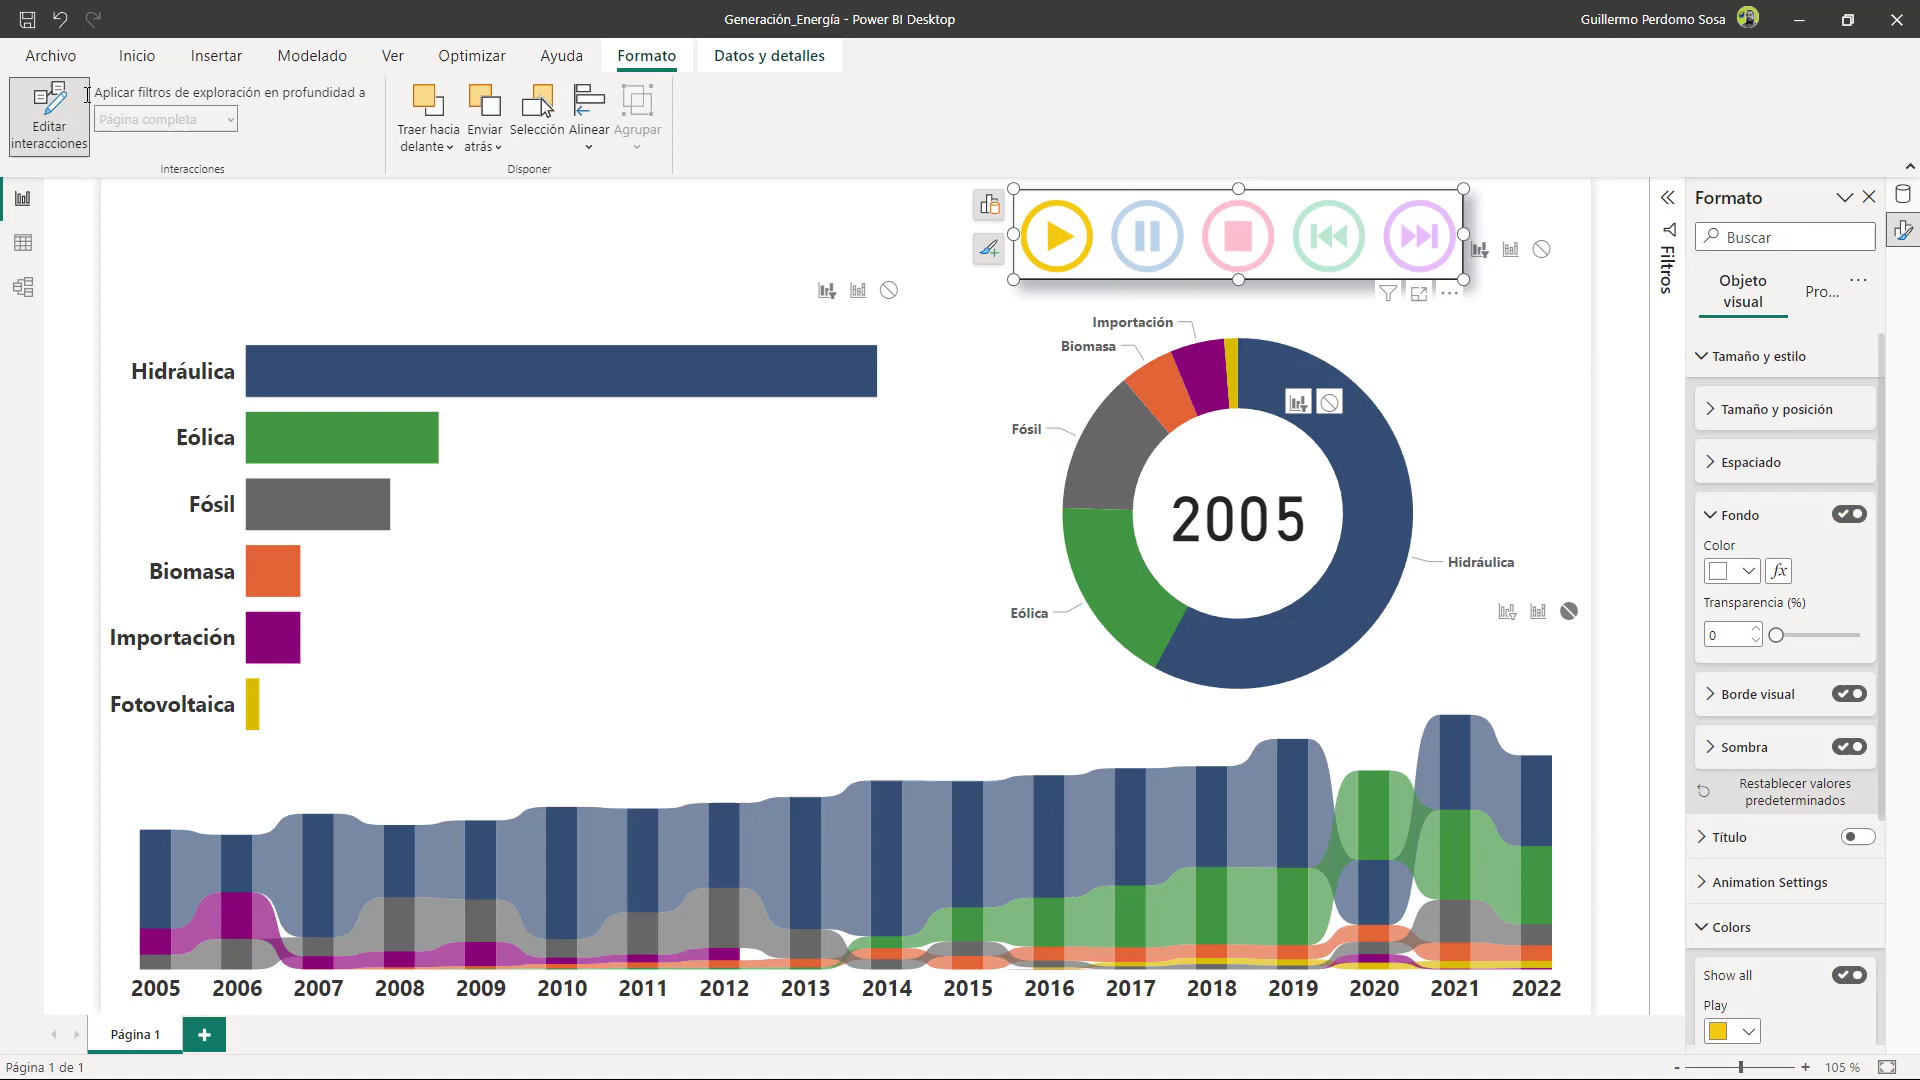 Generación_Energía - Power BI Desktop
Guillermo Perdomo Sosa
Archivo
Inicio
Insertar
Modelado
Ver
Optimizar
Ayuda
Formato
Datos y detalles
Editar
interacciones
Aplicar filtros de exploración en profundidad a
Página completa
Interacciones
Traer hacia
delante
Enviar
atrás
Selección
Alinear
Agrupar
Disponer
Hidráulica
Eólica
Fósil
Biomasa
Importación
Fotovoltaica
Importación
Biomasa
Fósil
Eólica
Hidráulica
2005
2005 2006 2007 2008 2009 2010 2011 2012 2013 2014 2015 2016 2017 2018 2019 2020 2021 2022
Filtros
Formato
Buscar
Objeto
visual
Pro...
Tamaño y estilo
Tamaño y posición
Espaciado
Fondo
Color
fx
Transparencia (%)
0
Borde visual
Sombra
Restablecer valores
predeterminados
Título
Animation Settings
Colors
Show all
Play
Página 1
Página 1 de 1
- + 105 %